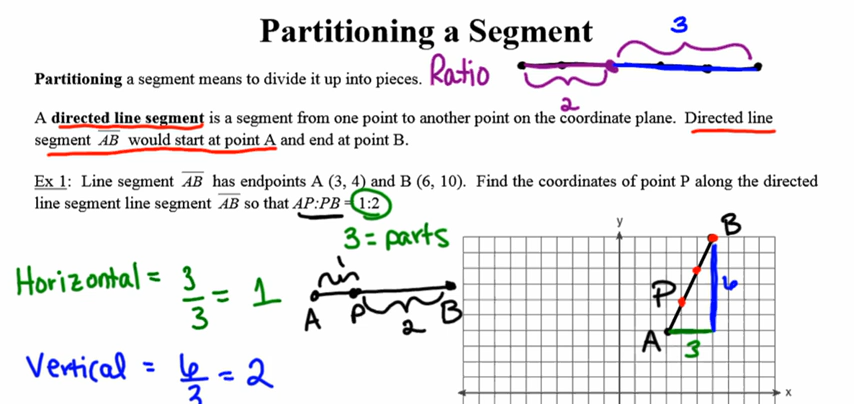 Partitioning a Segment
3
Partitioning a segment means to divide it up into pieces. Ratio
2
A directed line segment is a segment from one point to another point on the coordinate plane. Directed line
segment AB would start at point A and end at point B.
Ex 1: Line segment AB has endpoints A (3, 4) and B (6, 10). Find the coordinates of point P along the directed
line segment line segment AB so that AP:PB = 1:2
3 = parts
y
B
Horizontal = 3/3 = 1
1
A P 2 B
P
6
A 3
Vertical = 6/3 = 2
x